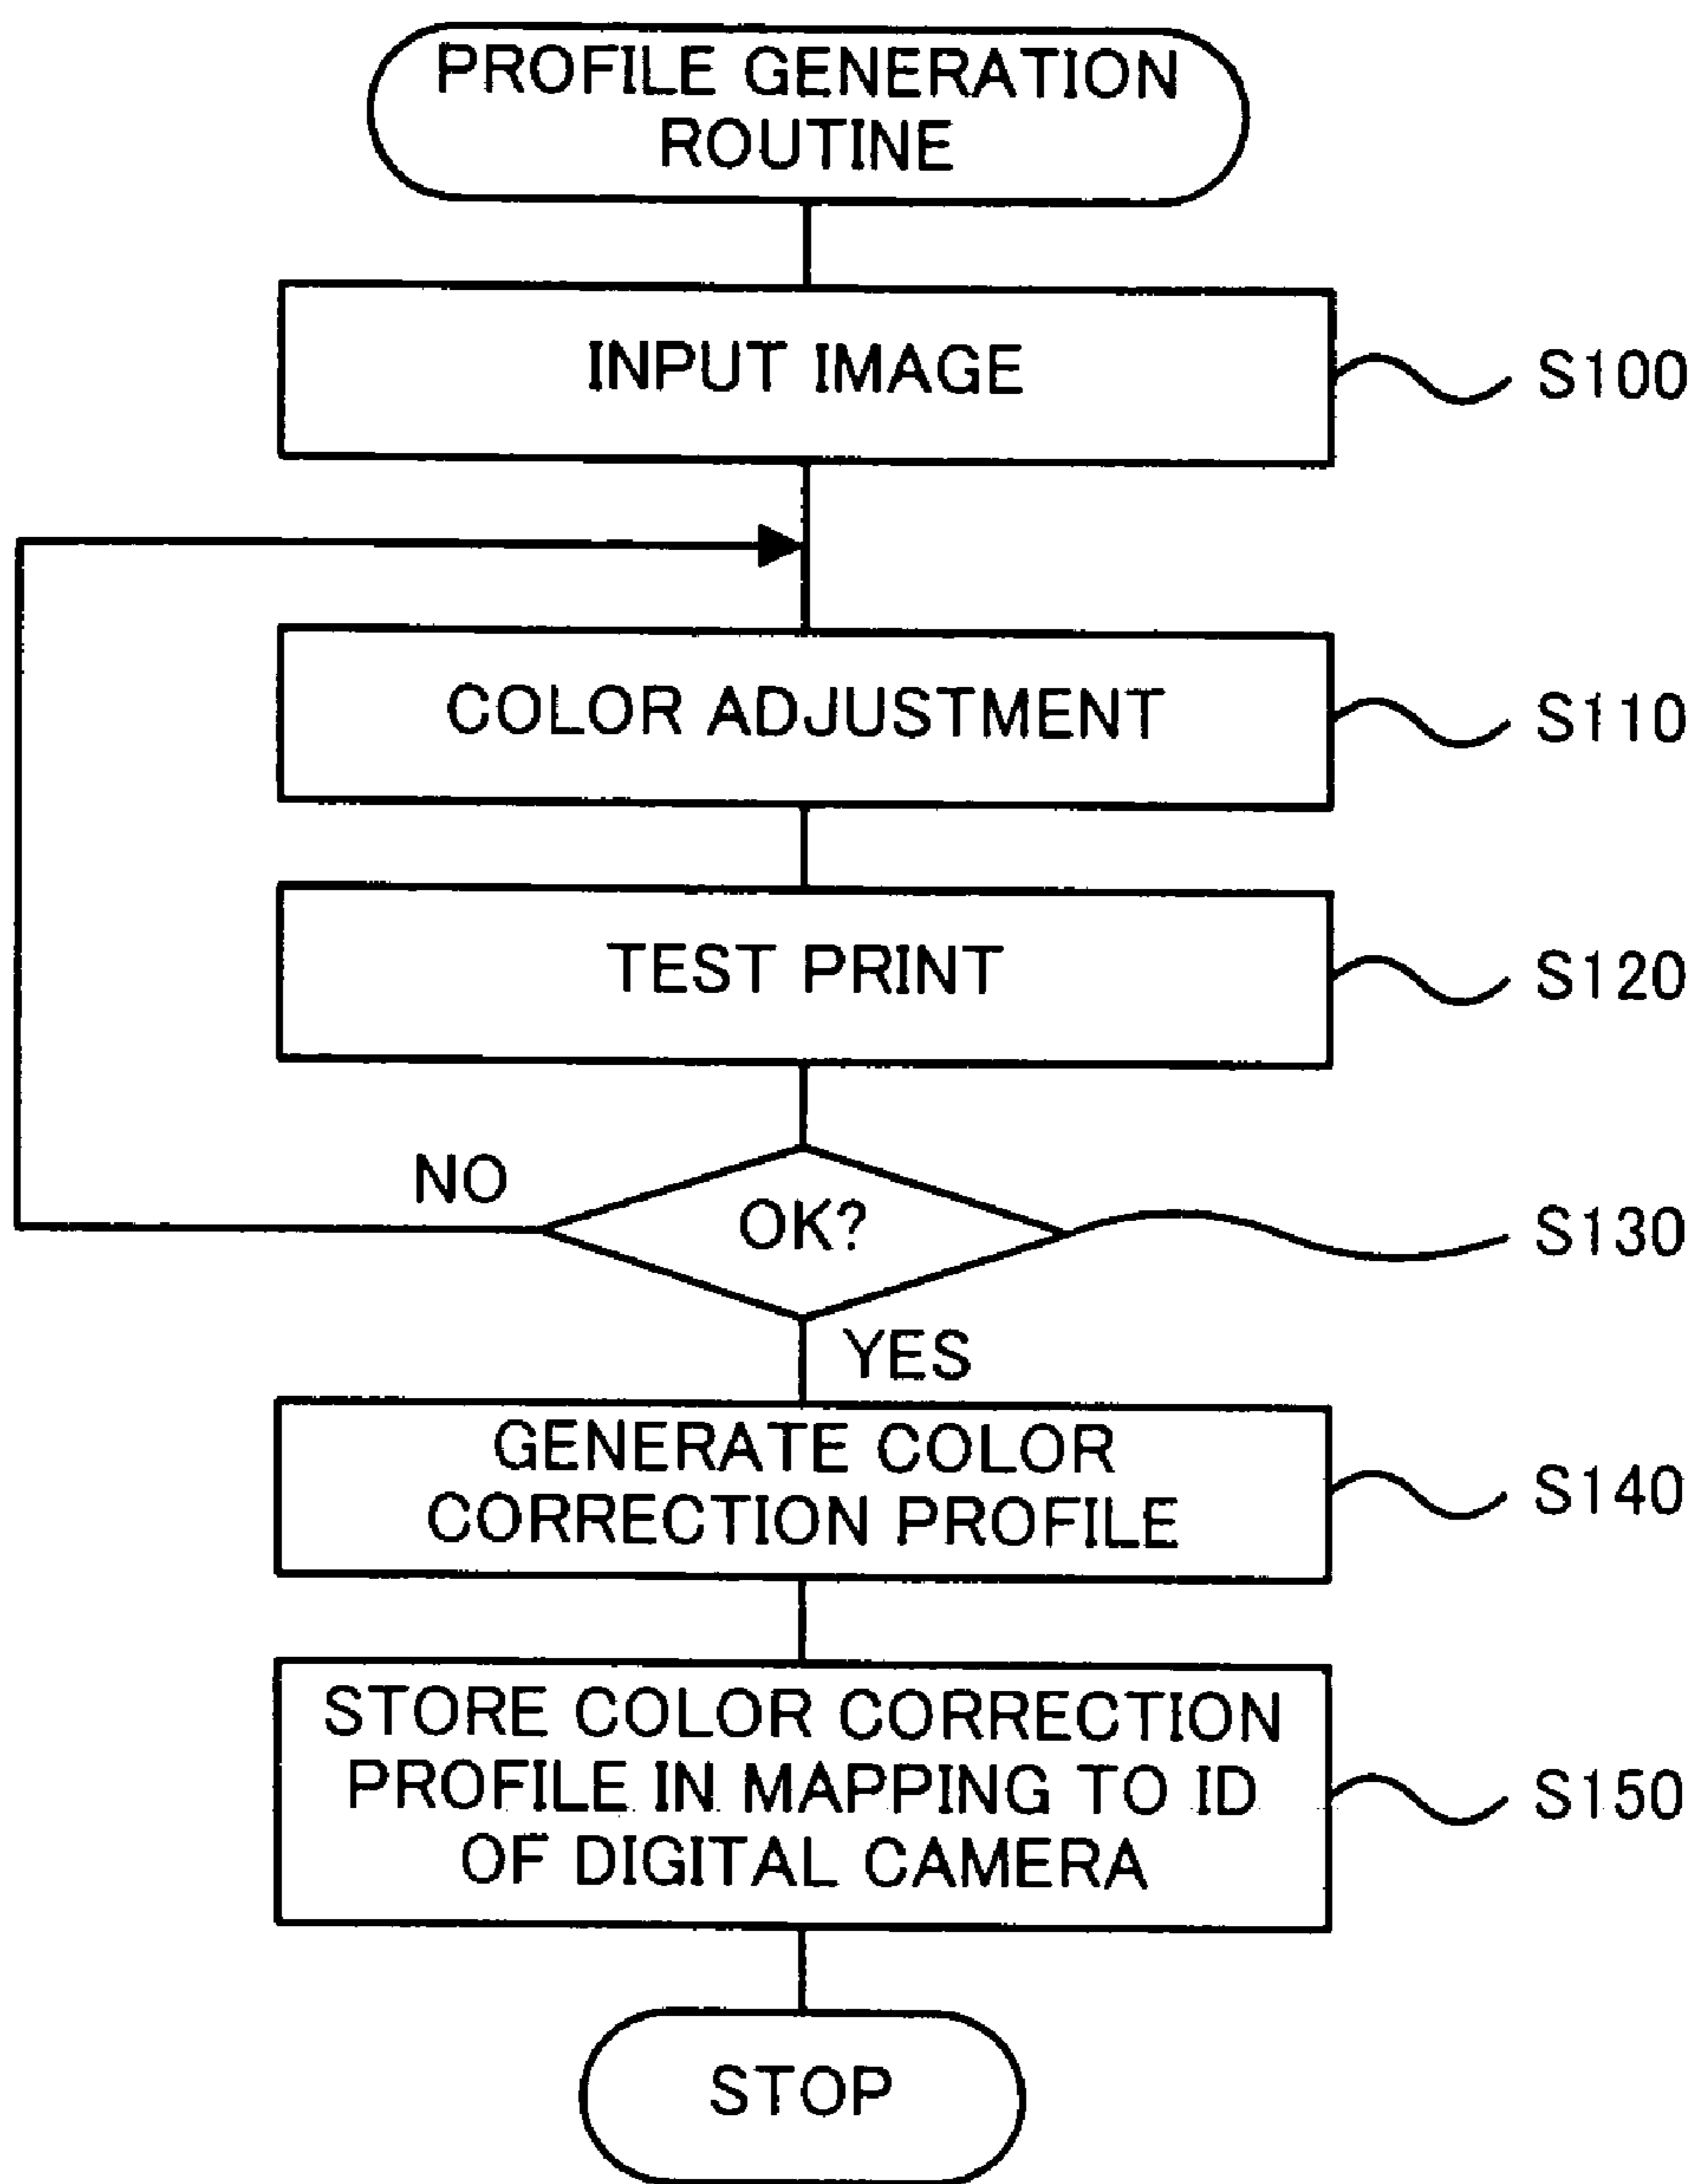 PROFILE GENERATION
ROUTINE
INPUT IMAGE
S100
COLOR ADJUSTMENT
S110
TEST PRINT
S120
NO
OK?
S130
YES
GENERATE COLOR
CORRECTION PROFILE
S140
STORE COLOR CORRECTION
PROFILE IN MAPPING TO ID
OF DIGITAL CAMERA
S150
STOP